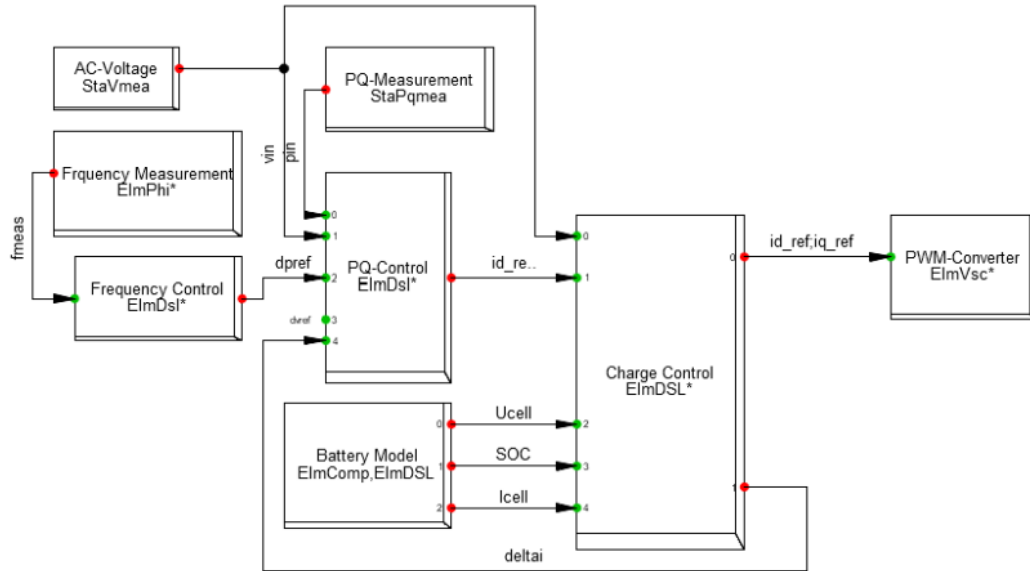 AC-Voltage
StaVmea
PQ-Measurement
StaPqmea
Frquency Measurement
ElmPhi*
fmeas
vin
pin
Frequency Control
ElmDsl*
dpref
0
1
2
dvref
3
4
PQ-Control
ElmDsl*
id_re..
0
1
2
3
4
Charge Control
ElmDSL*
0
1
id_ref;iq_ref
PWM-Converter
ElmVsc*
Battery Model
ElmComp,ElmDSL
0
1
2
Ucell
SOC
Icell
deltai